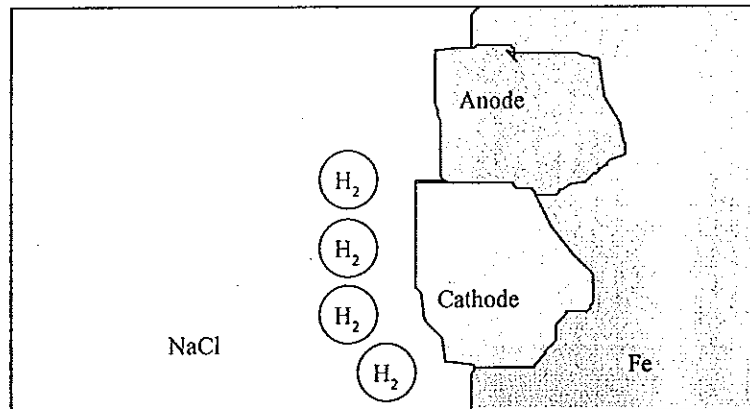 Anode
H₂
H₂
H₂
Cathode
NaCl
Fe
H₂